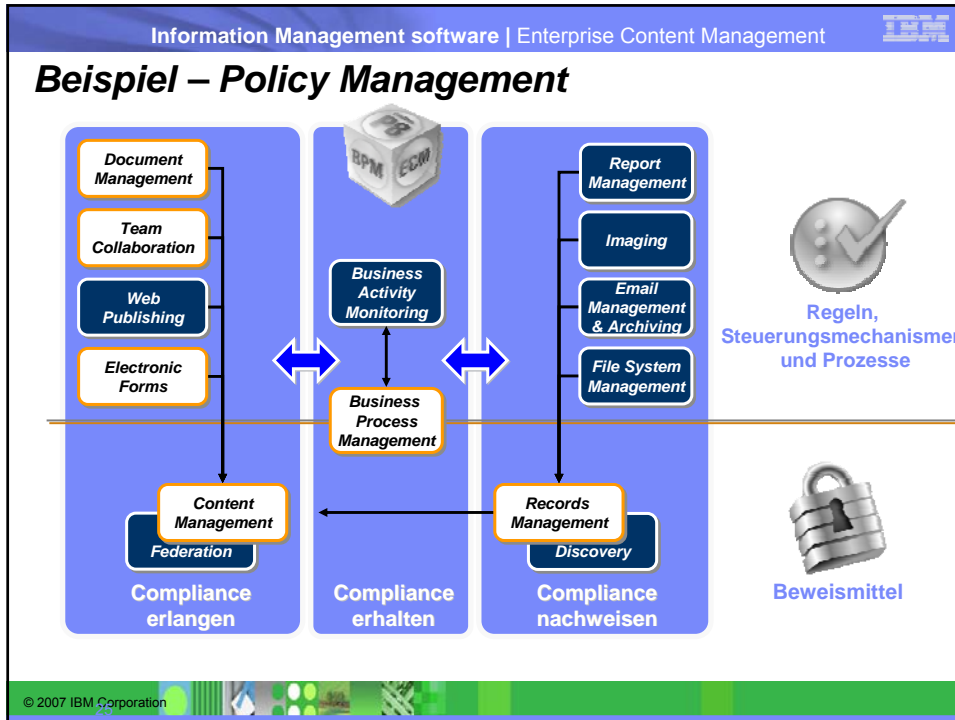 Information Management software | Enterprise Content Management
IBM
Beispiel – Policy Management
P8
BPM
ECM
Document
Management
Team
Collaboration
Web
Publishing
Electronic
Forms
Content
Management
Federation
Compliance
erlangen
Business
Activity
Monitoring
Business
Process
Management
Compliance
erhalten
Report
Management
Imaging
Email
Management
& Archiving
File System
Management
Records
Management
Discovery
Compliance
nachweisen
Regeln,
Steuerungsmechanismen
und Prozesse
Beweismittel
© 2007 IBM Corporation